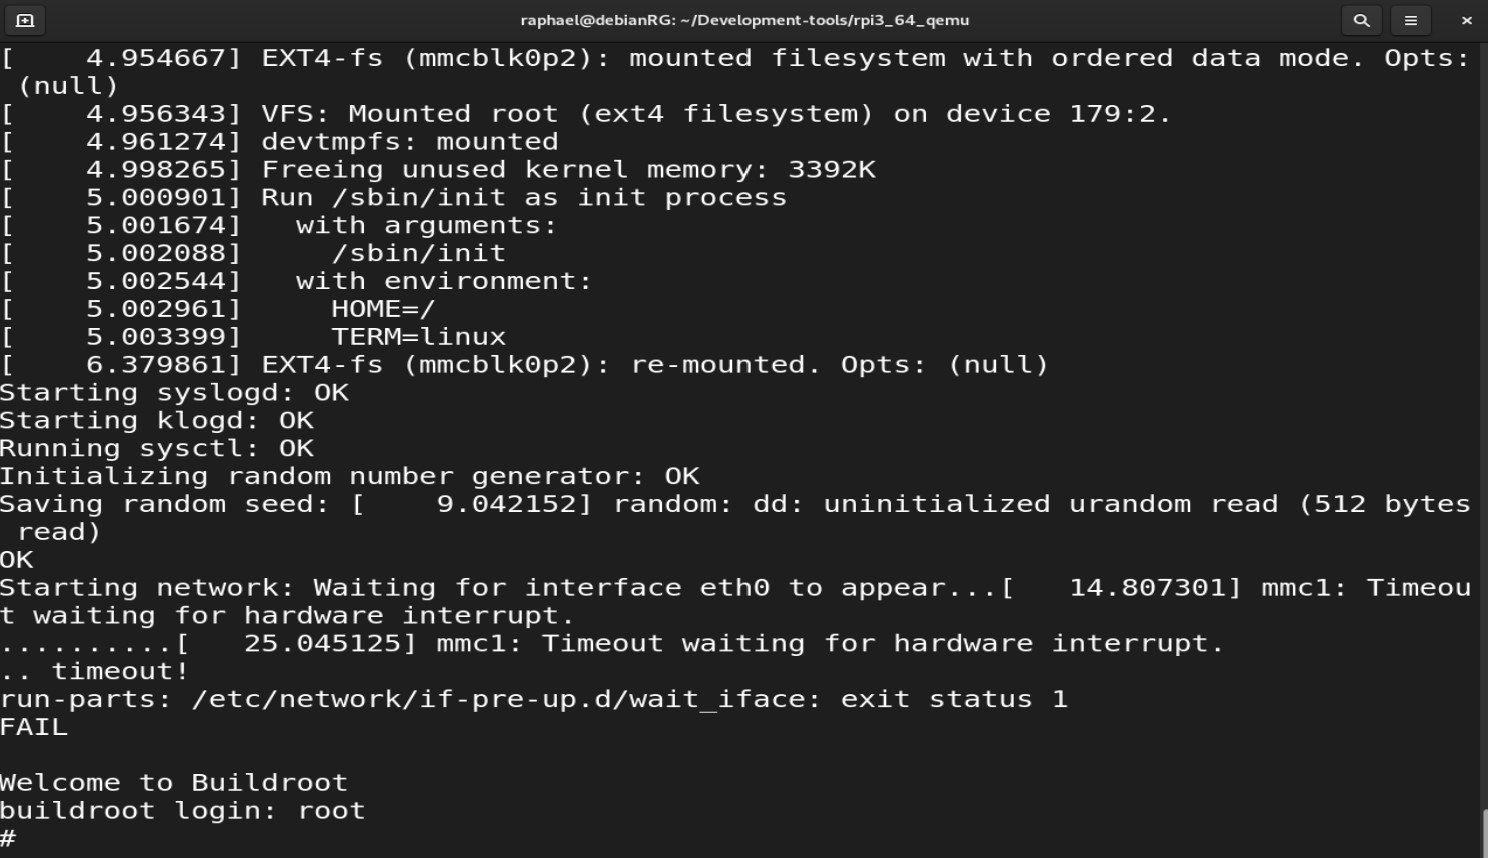 raphael@debianRG: ~/Development-tools/rpi3_64_qemu
[    4.954667] EXT4-fs (mmcblk0p2): mounted filesystem with ordered data mode. Opts:
 (null)
[    4.956343] VFS: Mounted root (ext4 filesystem) on device 179:2.
[    4.961274] devtmpfs: mounted
[    4.998265] Freeing unused kernel memory: 3392K
[    5.000901] Run /sbin/init as init process
[    5.001674]   with arguments:
[    5.002088]     /sbin/init
[    5.002544]   with environment:
[    5.002961]     HOME=/
[    5.003399]     TERM=linux
[    6.379861] EXT4-fs (mmcblk0p2): re-mounted. Opts: (null)
Starting syslogd: OK
Starting klogd: OK
Running sysctl: OK
Initializing random number generator: OK
Saving random seed: [    9.042152] random: dd: uninitialized urandom read (512 bytes
 read)
OK
Starting network: Waiting for interface eth0 to appear...[   14.807301] mmc1: Timeou
t waiting for hardware interrupt.
..........[   25.045125] mmc1: Timeout waiting for hardware interrupt.
.. timeout!
run-parts: /etc/network/if-pre-up.d/wait_iface: exit status 1
FAIL

Welcome to Buildroot
buildroot login: root
#